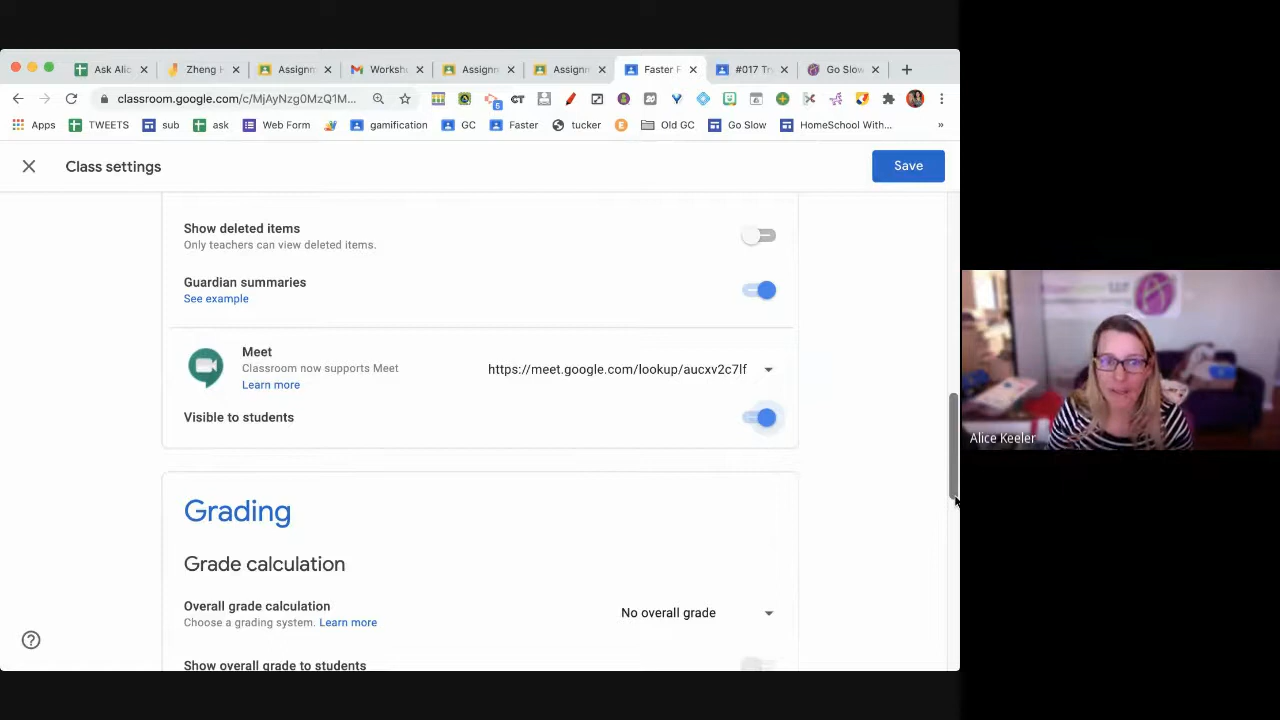 Ask Alic
Zheng H
Assignm
Worksho
Assignm
Assignm
Faster F
#017 Try
Go Slow
classroom.google.com/c/MjAyNzg0MzQ1M...
Apps
TWEETS
sub
ask
Web Form
gamification
GC
Faster
tucker
Old GC
Go Slow
HomeSchool With...
»
Class settings
Save
Show deleted items
Only teachers can view deleted items.
Guardian summaries
See example
Meet
Classroom now supports Meet
https://meet.google.com/lookup/aucxv2c7lf
Learn more
Visible to students
Grading
Grade calculation
Overall grade calculation
No overall grade
Choose a grading system. Learn more
Show overall grade to students
Alice Keeler